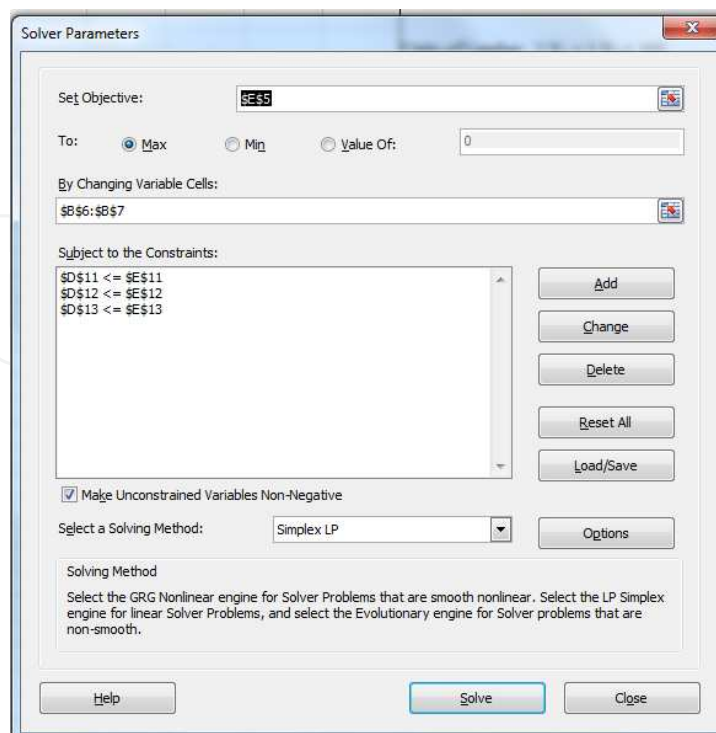 Solver Parameters
Set Objective:
$E$5
To:
Max
Min
Value Of:
0
By Changing Variable Cells:
$B$6:$B$7
Subject to the Constraints:
$D$11 <= $E$11
$D$12 <= $E$12
$D$13 <= $E$13
Add
Change
Delete
Reset All
Load/Save
Make Unconstrained Variables Non-Negative
Select a Solving Method:
Simplex LP
Options
Solving Method
Select the GRG Nonlinear engine for Solver Problems that are smooth nonlinear. Select the LP Simplex
engine for linear Solver Problems, and select the Evolutionary engine for Solver problems that are
non-smooth.
Help
Solve
Close